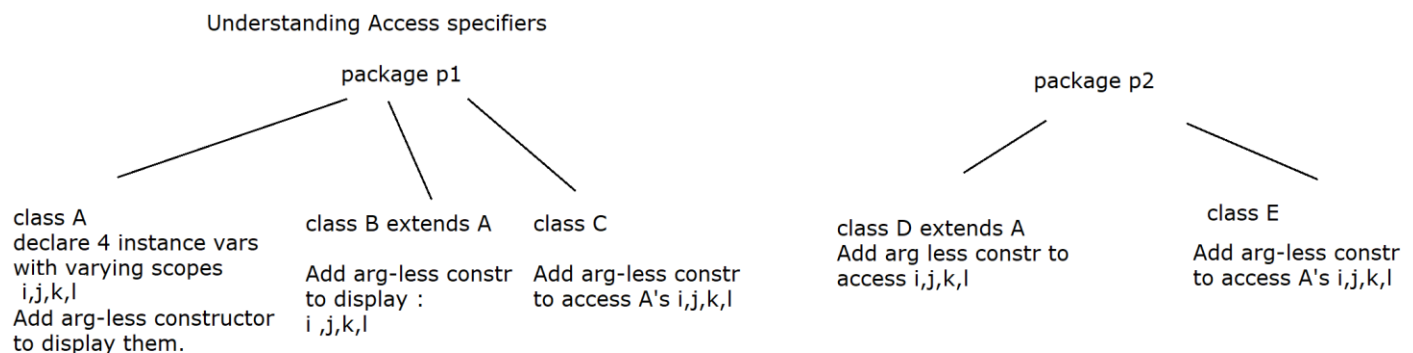 Understanding Access specifiers
package p1
class A
declare 4 instance vars
with varying scopes
i,j,k,l
Add arg-less constructor
to display them.
class B extends A
Add arg-less constr
to display :
i ,j,k,l
class C
Add arg-less constr
to access A's i,j,k,l
package p2
class D extends A
Add arg less constr to
access i,j,k,l
class E
Add arg-less constr
to access A's i,j,k,l